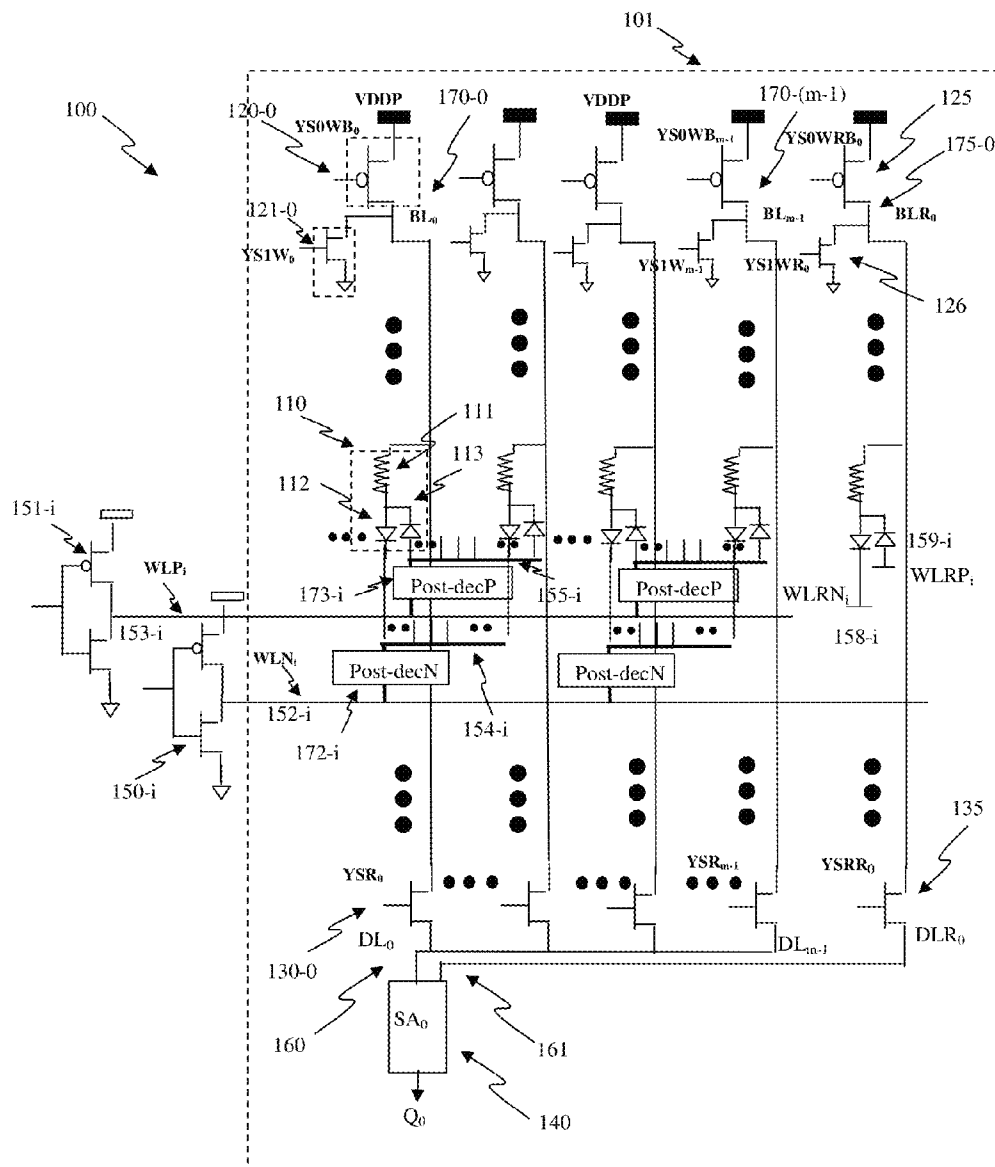 101
100
VDDP
170-0
VDDP
170-(m-1)
125
120-0
YS0WB₀
YS0WBₘ₋₁
YS0WRB₀
175-0
121-0
BL₀
BLₘ₋₁
BLR₀
YS1W₀
YS1Wₘ₋₁
YS1WR₀
126
110
111
113
112
151-i
159-i
WLPᵢ
173-i
Post-decP
155-i
Post-decP
WLRNᵢ
WLRPᵢ
153-i
158-i
WLNᵢ
Post-decN
Post-decN
152-i
172-i
154-i
150-i
135
YSR₀
YSRₘ₋₁
YSRR₀
DL₀
DLₘ₋₁
DLR₀
130-0
160
SA₀
161
140
Q₀